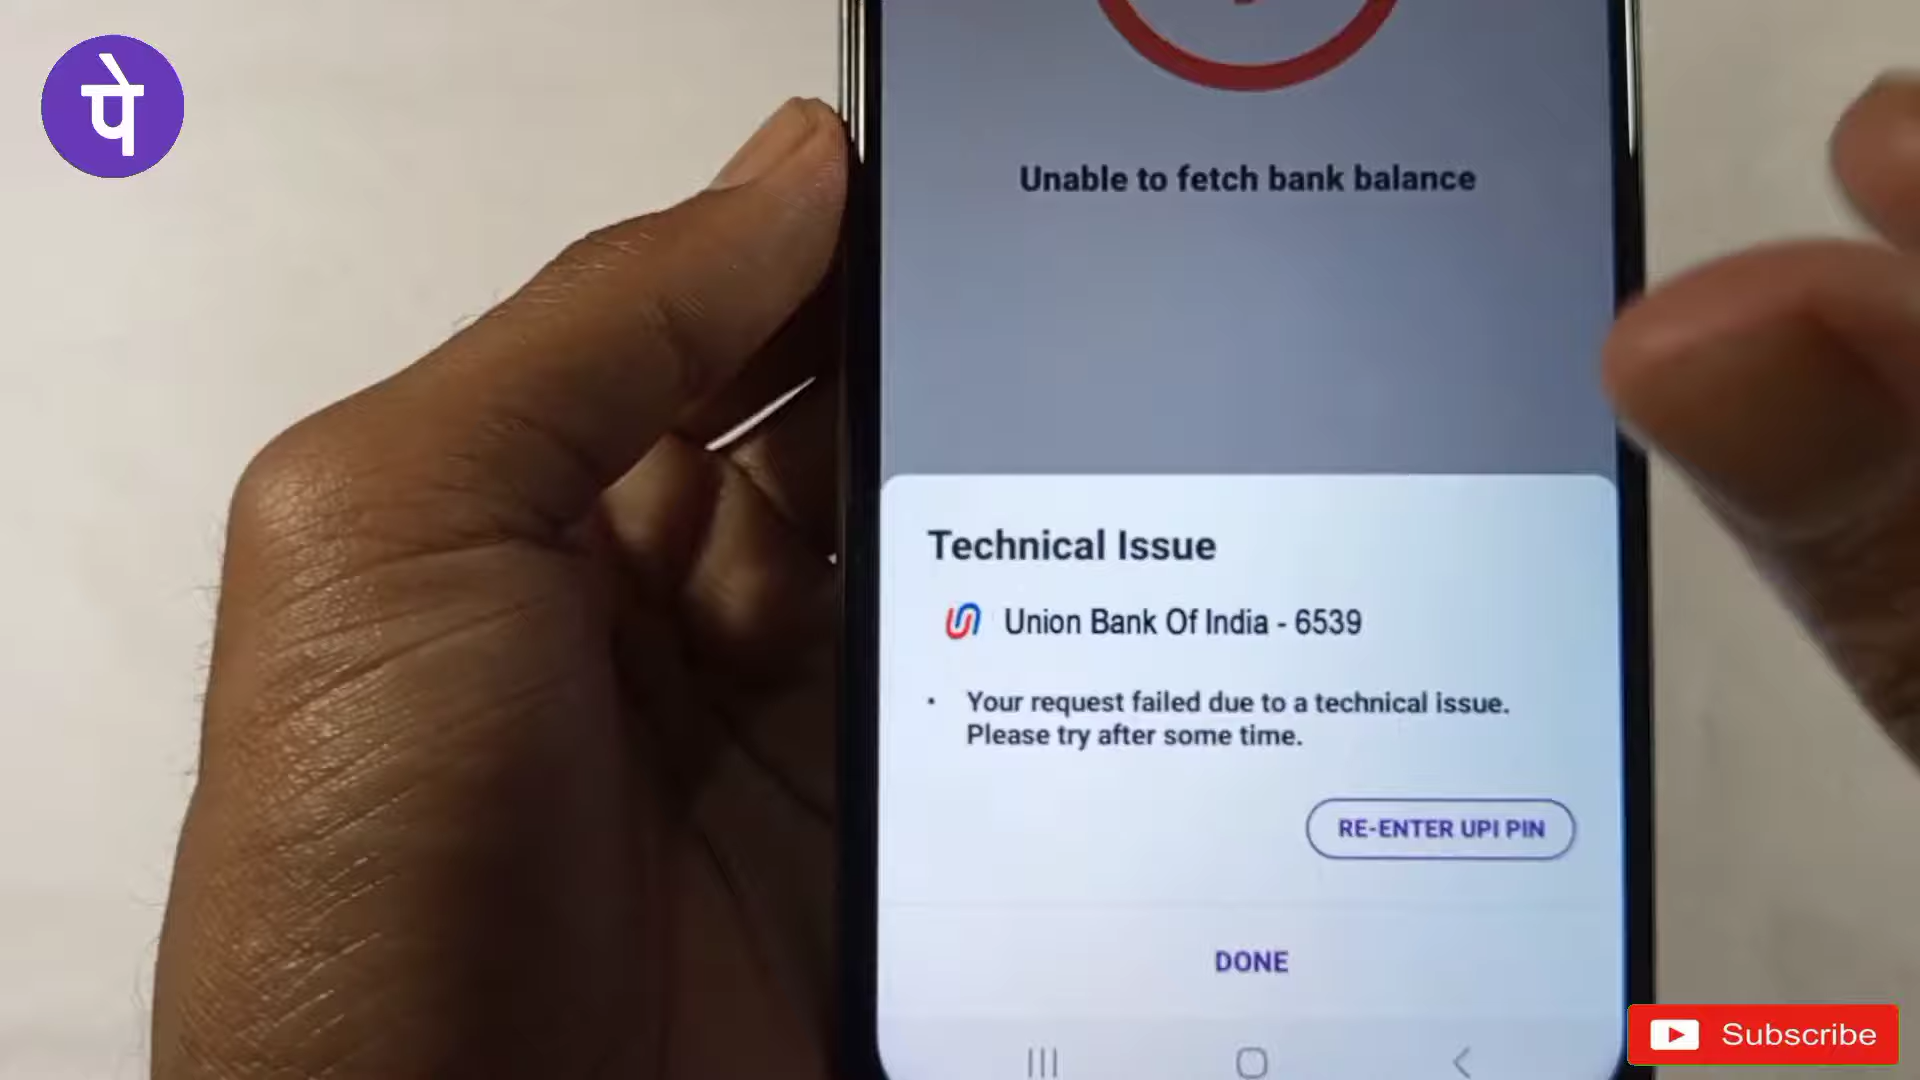 पे
Unable to fetch bank balance
Technical Issue
Union Bank Of India - 6539
· Your request failed due to a technical issue.
Please try after some time.
RE-ENTER UPI PIN
DONE
Subscribe